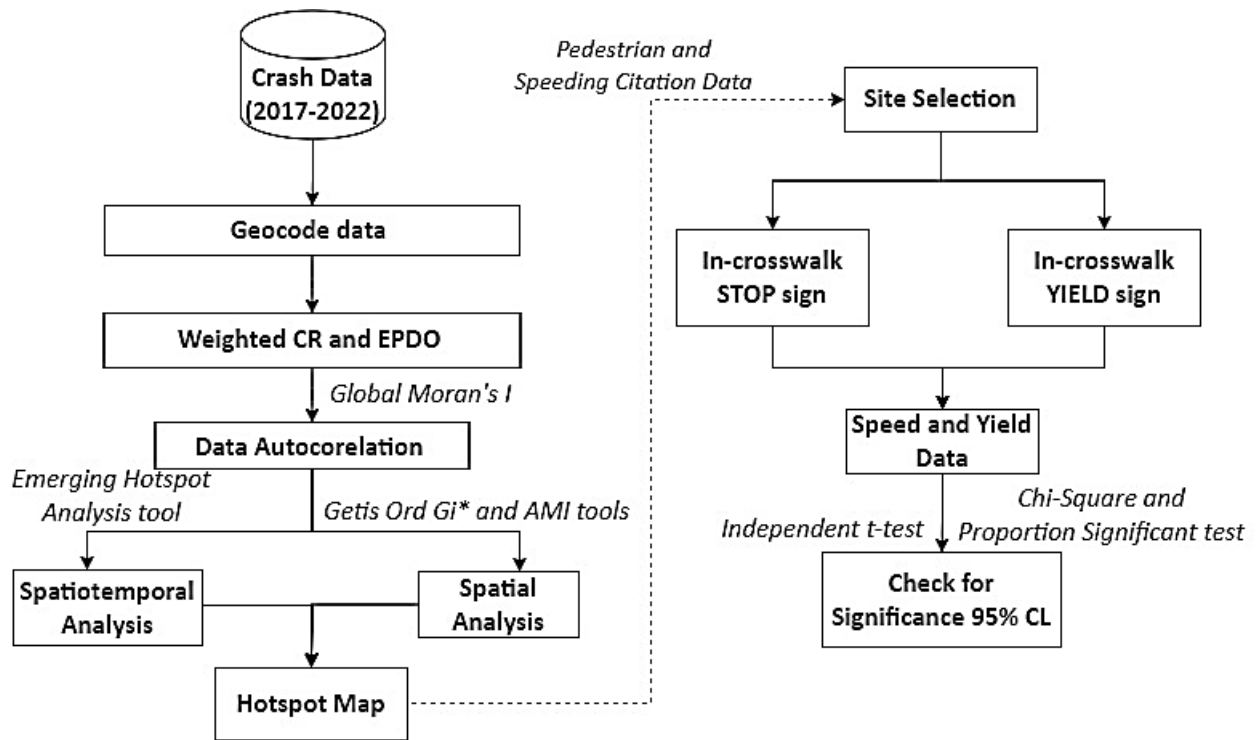 Crash Data
(2017-2022)
Geocode data
Weighted CR and EPDO
Global Moran's I
Data Autocorelation
Emerging Hotspot
Analysis tool
Getis Ord Gi* and AMI tools
Spatiotemporal
Analysis
Spatial
Analysis
Hotspot Map
Pedestrian and
Speeding Citation Data
Site Selection
In-crosswalk
STOP sign
In-crosswalk
YIELD sign
Speed and Yield
Data
Independent t-test
Chi-Square and
Proportion Significant test
Check for
Significance 95% CL